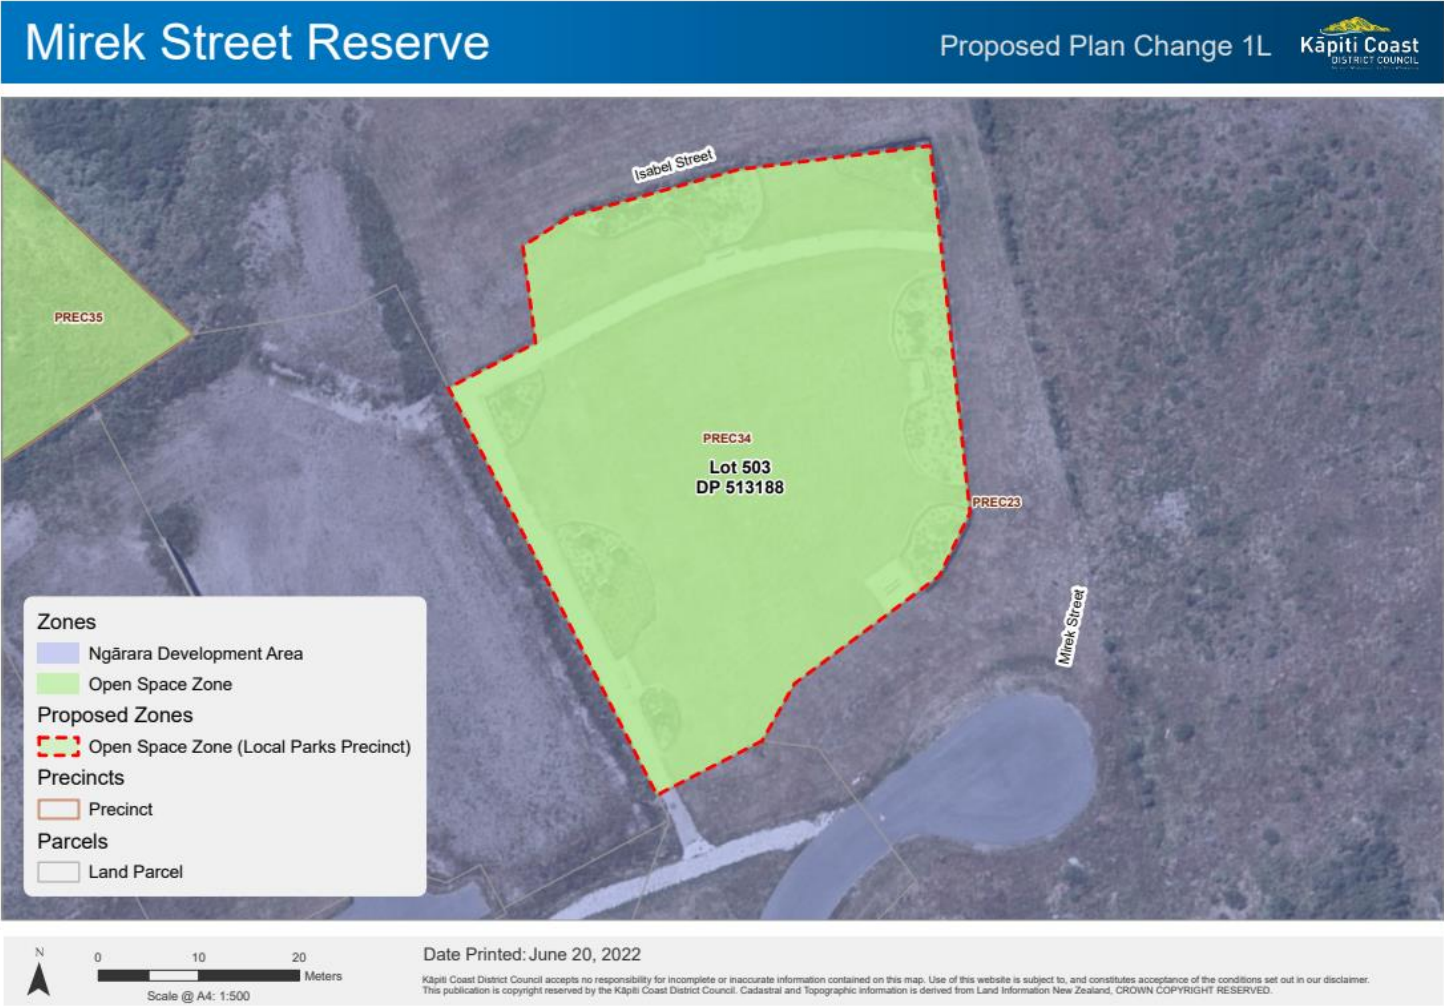 Mirek Street Reserve
Proposed Plan Change 1L
Kāpiti Coast
DISTRICT COUNCIL
Isabel Street
PREC35
PREC34
Lot 503
DP 513188
PREC23
Mirek Street
Zones
Ngārara Development Area
Open Space Zone
Proposed Zones
Open Space Zone (Local Parks Precinct)
Precincts
Precinct
Parcels
Land Parcel
N
0 10 20
Meters
Scale @ A4: 1:500
Date Printed: June 20, 2022
Kāpiti Coast District Council accepts no responsibility for incomplete or inaccurate information contained on this map. Use of this website is subject to, and constitutes acceptance of the conditions set out in our disclaimer.
This publication is copyright reserved by the Kāpiti Coast District Council. Cadastral and Topographic information is derived from Land Information New Zealand, CROWN COPYRIGHT RESERVED.